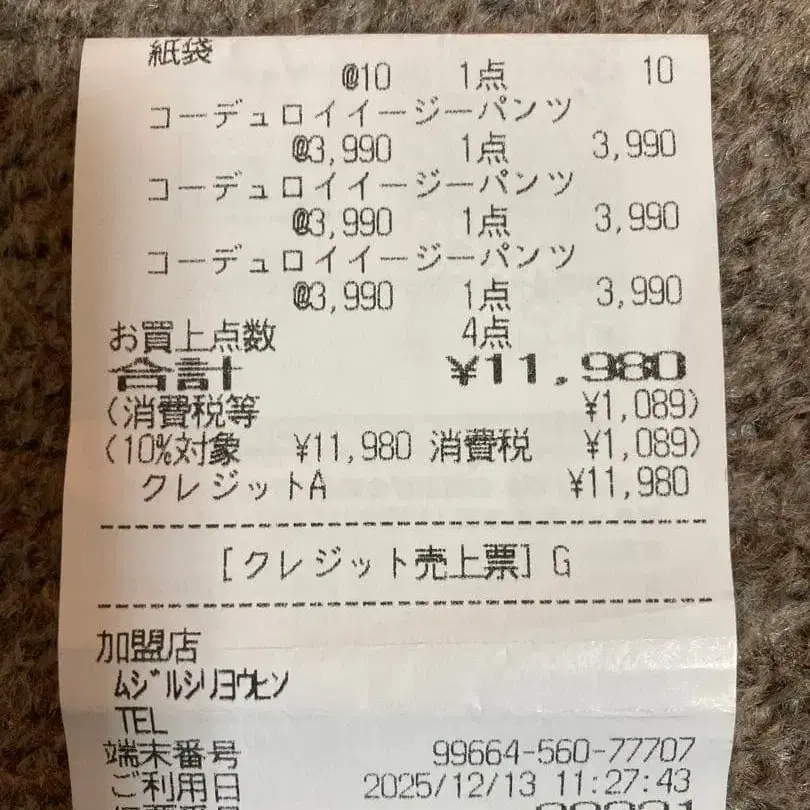 紙袋
@10 1点 10
コーデュロイイージーパンツ
@3,990 1点 3,990
コーデュロイイージーパンツ
@3,990 1点 3,990
コーデュロイイージーパンツ
@3,990 1点 3,990
お買上点数 4点
合計 ¥11,980
(消費税等 ¥1,089)
(10%対象 ¥11,980 消費税 ¥1,089)
クレジットA ¥11,980
[クレジット売上票] G
加盟店
ムジルシリヨウヒン
TEL
端末番号 99664-560-77707
ご利用日 2025/12/13 11:27:43